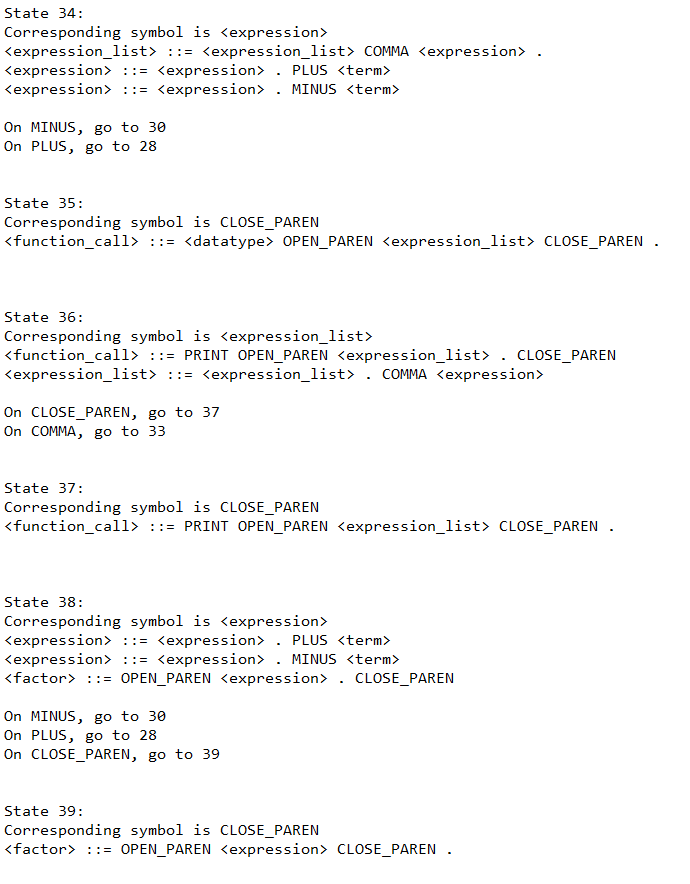 State 34:
Corresponding symbol is <expression>
<expression_list> ::= <expression_list> COMMA <expression> .
<expression> ::= <expression> . PLUS <term>
<expression> ::= <expression> . MINUS <term>
On MINUS, go to 30
On PLUS, go to 28
State 35:
Corresponding symbol is CLOSE_PAREN
<function_call> ::= <datatype> OPEN_PAREN <expression_list> CLOSE_PAREN .
State 36:
Corresponding symbol is <expression_list>
<function_call> ::= PRINT OPEN_PAREN <expression_list> . CLOSE_PAREN
<expression_list> ::= <expression_list> . COMMA <expression>
On CLOSE_PAREN, go to 37
On COMMA, go to 33
State 37:
Corresponding symbol is CLOSE_PAREN
<function_call> ::= PRINT OPEN_PAREN <expression_list> CLOSE_PAREN .
State 38:
Corresponding symbol is <expression>
<expression> ::= <expression> . PLUS <term>
<expression> ::= <expression> . MINUS <term>
<factor> ::= OPEN_PAREN <expression> . CLOSE_PAREN
On MINUS, go to 30
On PLUS, go to 28
On CLOSE_PAREN, go to 39
State 39:
Corresponding symbol is CLOSE_PAREN
<factor> ::= OPEN_PAREN <expression> CLOSE_PAREN .